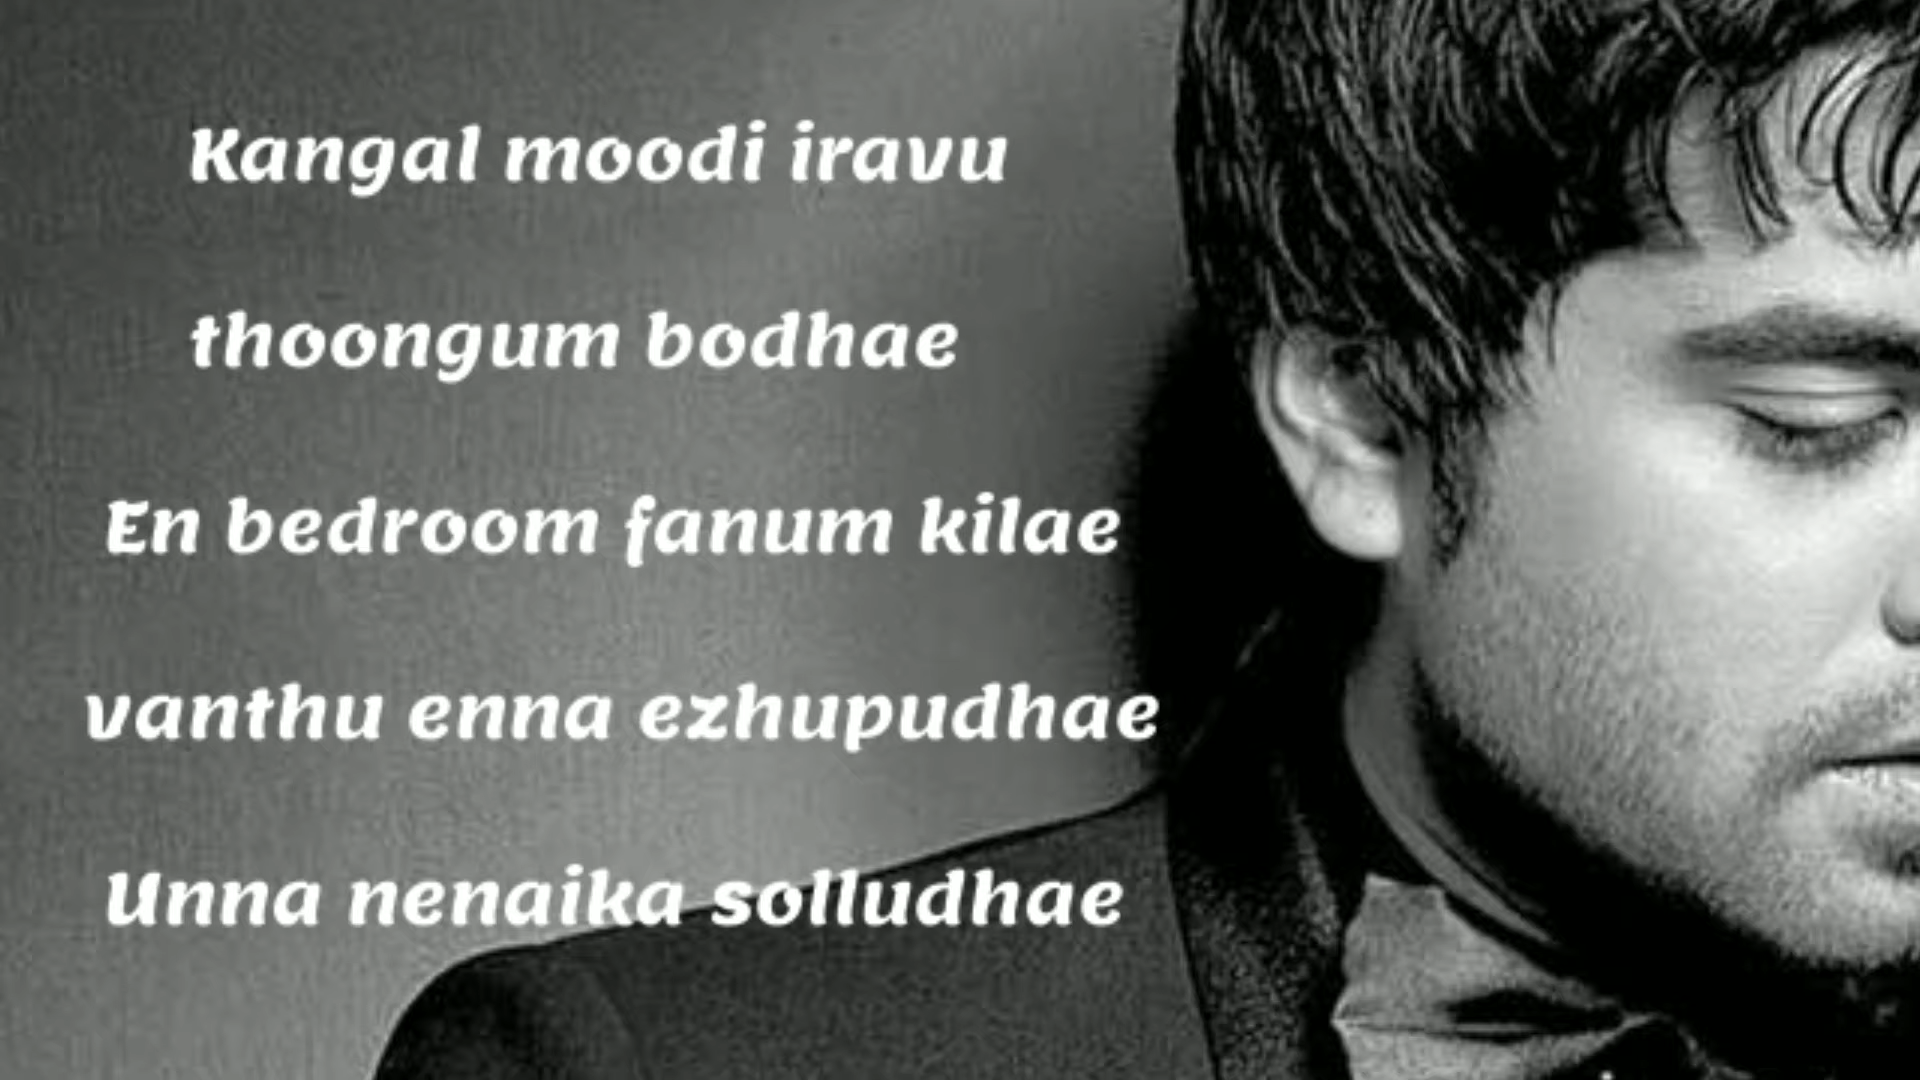 Kangal moodi iravu
thoongum bodhae
En bedroom fanum kilae
vanthu enna ezhupudhae
Unna nenaika solludhae